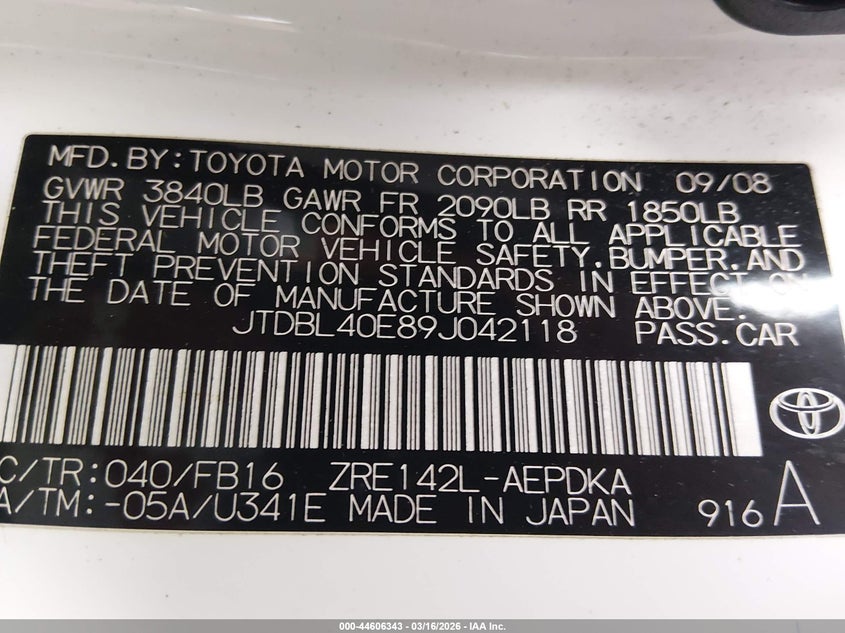 MFD.BY:TOYOTA MOTOR CORPORATION 09/08
GVWR 3840LB GAWR FR 2090LB RR 1850LB
THIS VEHICLE CONFORMS TO ALL APPLICABLE
FEDERAL MOTOR VEHICLE SAFETY.BUMPER.AND
THEFT PREVENTION STANDARDS IN EFFECT ON
THE DATE OF MANUFACTURE SHOWN ABOVE.
JTDBL40E89J042118 PASS.CAR
C/TR:040/FB16 ZRE142L-AEPDKA
A/TM:-05A/U341E MADE IN JAPAN 916 A
000-44606343 - 03/16/2026 - IAA Inc.